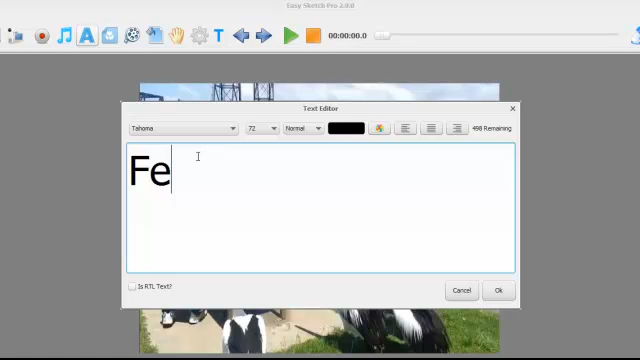 Easy Sketch Pro 2.0.0
A
T
00:00:00.0
Text Editor
Tahoma
72
Normal
498 Remaining
Fe
Is RTL Text?
Cancel
Ok